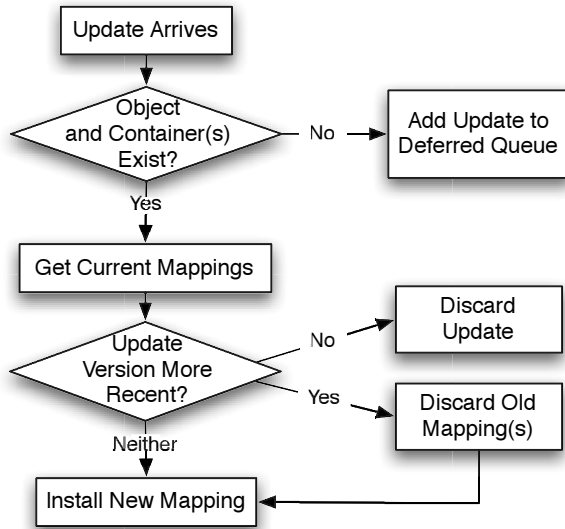 Update Arrives
Object
and Container(s)
Exist?
No
Add Update to
Deferred Queue
Yes
Get Current Mappings
Update
Version More
Recent?
No
Discard
Update
Yes
Discard Old
Mapping(s)
Neither
Install New Mapping